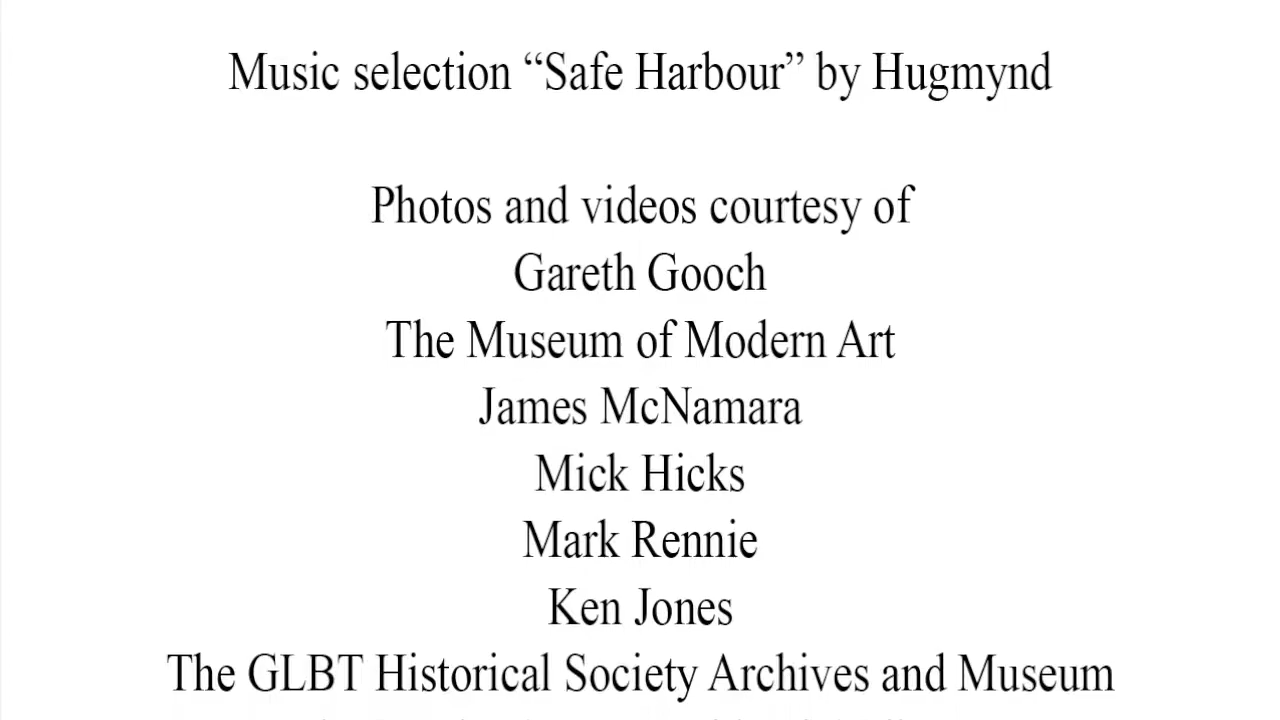 Music selection “Safe Harbour” by Hugmynd
Photos and videos courtesy of
Gareth Gooch
The Museum of Modern Art
James McNamara
Mick Hicks
Mark Rennie
Ken Jones
The GLBT Historical Society Archives and Museum